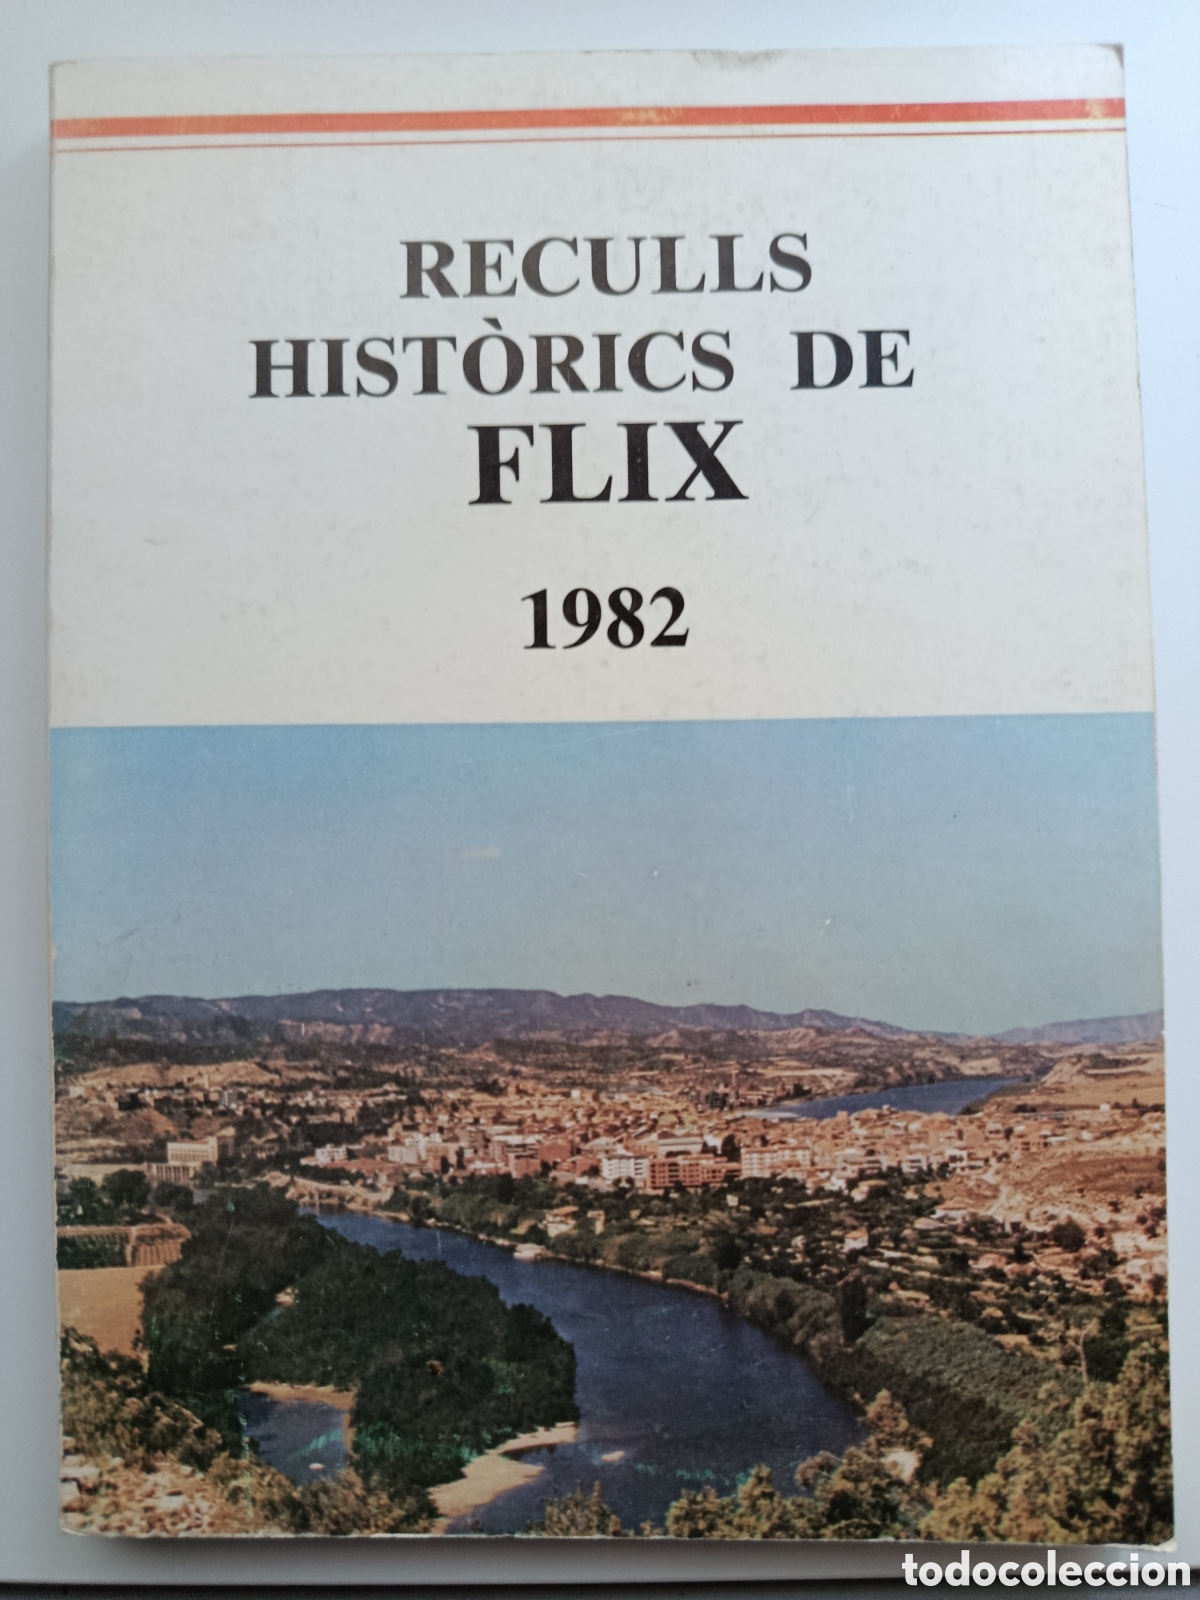 RECULLS
HISTÒRICS DE
FLIX
1982
todocoleccion